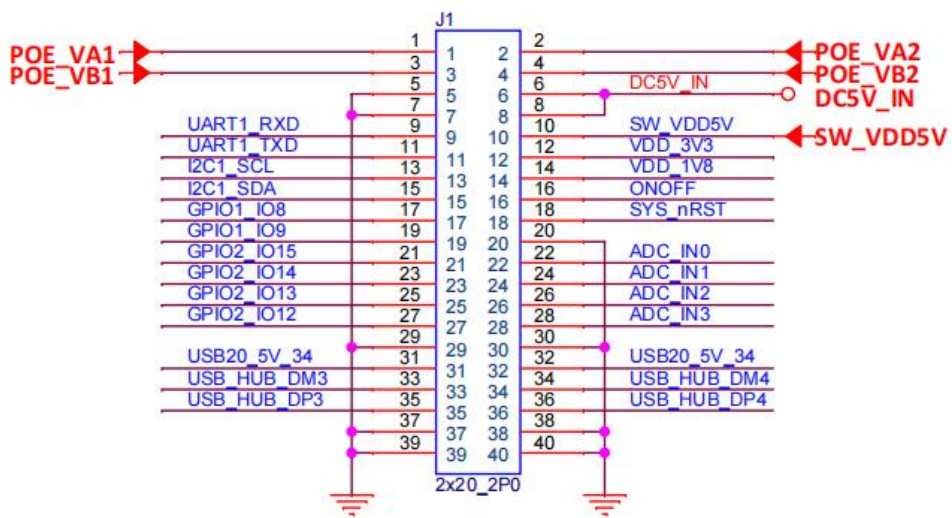 J1
POE_VA1 1 1 2 2 POE_VA2
POE_VB1 3 3 4 4 POE_VB2
5 5 6 6 DC5V_IN DC5V_IN
7 7 8 8
UART1_RXD 9 9 10 10 SW_VDD5V SW_VDD5V
UART1_TXD 11 11 12 12 VDD_3V3
I2C1_SCL 13 13 14 14 VDD_1V8
I2C1_SDA 15 15 16 16 ONOFF
GPIO1_IO8 17 17 18 18 SYS_nRST
GPIO1_IO9 19 19 20 20
GPIO2_IO15 21 21 22 22 ADC_IN0
GPIO2_IO14 23 23 24 24 ADC_IN1
GPIO2_IO13 25 25 26 26 ADC_IN2
GPIO2_IO12 27 27 28 28 ADC_IN3
29 29 30 30
USB20_5V_34 31 31 32 32 USB20_5V_34
USB_HUB_DM3 33 33 34 34 USB_HUB_DM4
USB_HUB_DP3 35 35 36 36 USB_HUB_DP4
37 37 38 38
39 39 40 40
2x20_2P0